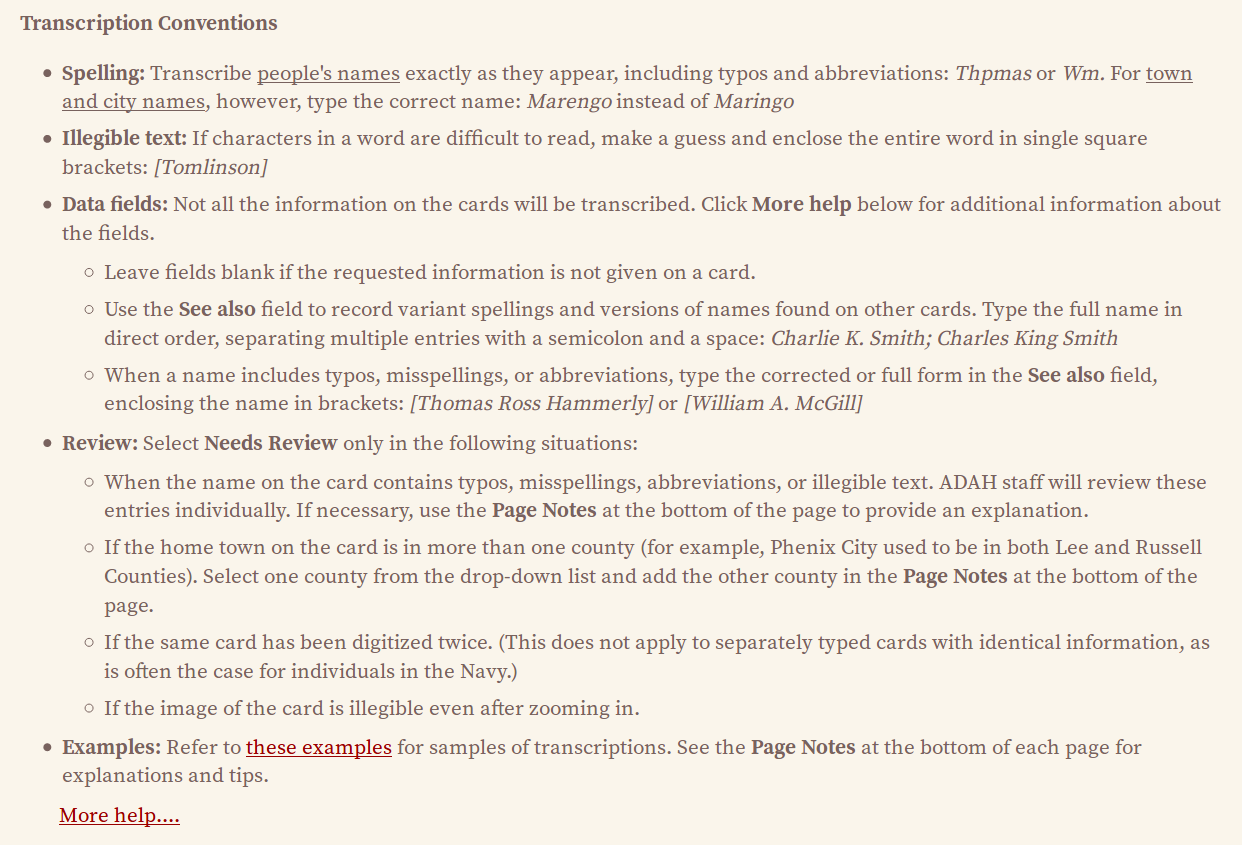 Transcription Conventions
• Spelling: Transcribe people's names exactly as they appear, including typos and abbreviations: Thpmas or Wm. For town
and city names, however, type the correct name: Marengo instead of Maringo
• Illegible text: If characters in a word are difficult to read, make a guess and enclose the entire word in single square
brackets: [Tomlinson]
• Data fields: Not all the information on the cards will be transcribed. Click More help below for additional information about
the fields.
◦ Leave fields blank if the requested information is not given on a card.
◦ Use the See also field to record variant spellings and versions of names found on other cards. Type the full name in
direct order, separating multiple entries with a semicolon and a space: Charlie K. Smith; Charles King Smith
◦ When a name includes typos, misspellings, or abbreviations, type the corrected or full form in the See also field,
enclosing the name in brackets: [Thomas Ross Hammerly] or [William A. McGill]
• Review: Select Needs Review only in the following situations:
◦ When the name on the card contains typos, misspellings, abbreviations, or illegible text. ADAH staff will review these
entries individually. If necessary, use the Page Notes at the bottom of the page to provide an explanation.
◦ If the home town on the card is in more than one county (for example, Phenix City used to be in both Lee and Russell
Counties). Select one county from the drop-down list and add the other county in the Page Notes at the bottom of the
page.
◦ If the same card has been digitized twice. (This does not apply to separately typed cards with identical information, as
is often the case for individuals in the Navy.)
◦ If the image of the card is illegible even after zooming in.
• Examples: Refer to these examples for samples of transcriptions. See the Page Notes at the bottom of each page for
explanations and tips.
More help....